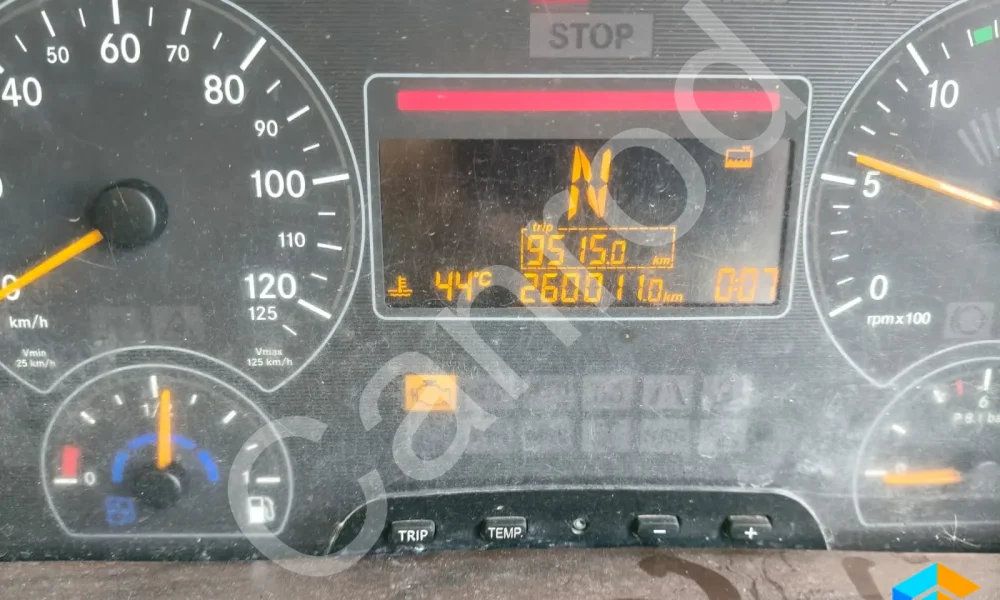 STOP
40
50
60
70
80
90
100
110
120
125
km/h
Vmin
25 km/h
Vmax
125 km/h
N
trip
9515.0 km
44°C 260011.0 km 0:07
10
5
0
rpm x 100
0 1/2 1
6
TRIP TEMP. - +
Carmod